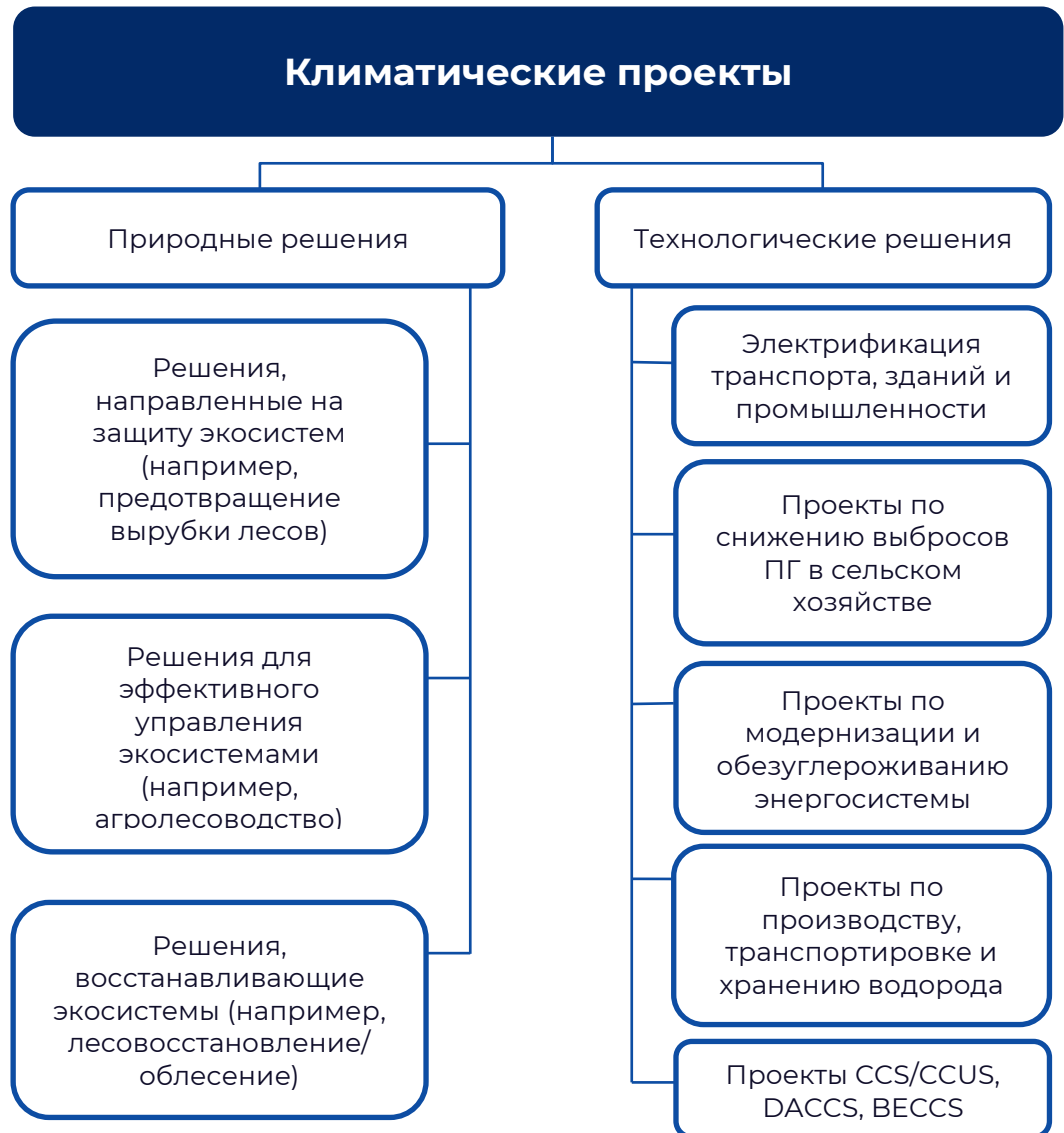 Климатические проекты
Природные решения
Решения,
направленные на
защиту экосистем
(например,
предотвращение
вырубки лесов)
Решения для
эффективного
управления
экосистемами
(например,
агролесоводство)
Решения,
восстанавливающие
экосистемы (например,
лесовосстановление/
облесение)
Технологические решения
Электрификация
транспорта, зданий и
промышленности
Проекты по
снижению выбросов
ПГ в сельском
хозяйстве
Проекты по
модернизации и
обезуглероживанию
энергосистемы
Проекты по
производству,
транспортировке и
хранению водорода
Проекты CCS/CCUS,
DACCS, BECCS